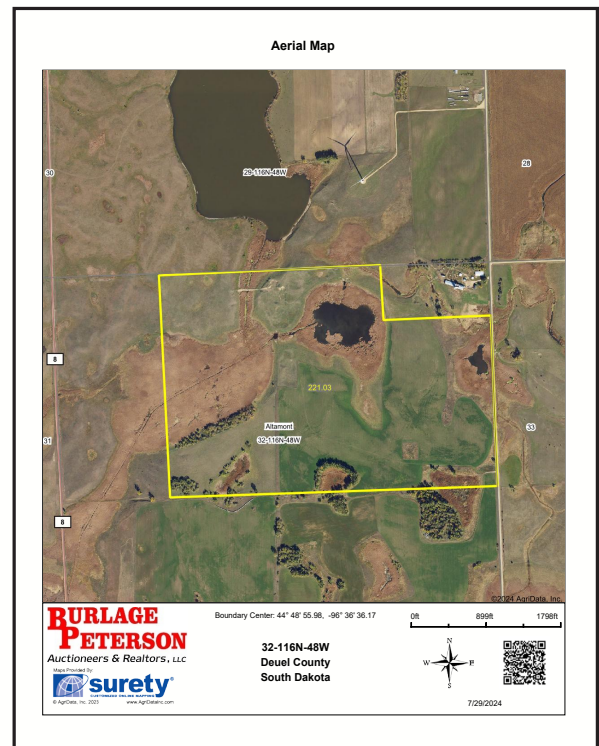 Aerial Map
30
29-116N-48W
28
8
221.03
Altamont
32-116N-48W
31
33
8
©2024 AgriData, Inc.
BURLAGE
PETERSON
Auctioneers & Realtors, LLC
Maps Provided By
surety®
CUSTOMIZED ONLINE MAPPING
© AgriData, Inc. 2023 www.AgriDataInc.com
Boundary Center: 44° 48' 55.98, -96° 36' 36.17
32-116N-48W
Deuel County
South Dakota
0ft 899ft 1798ft
N
W E
S
7/29/2024